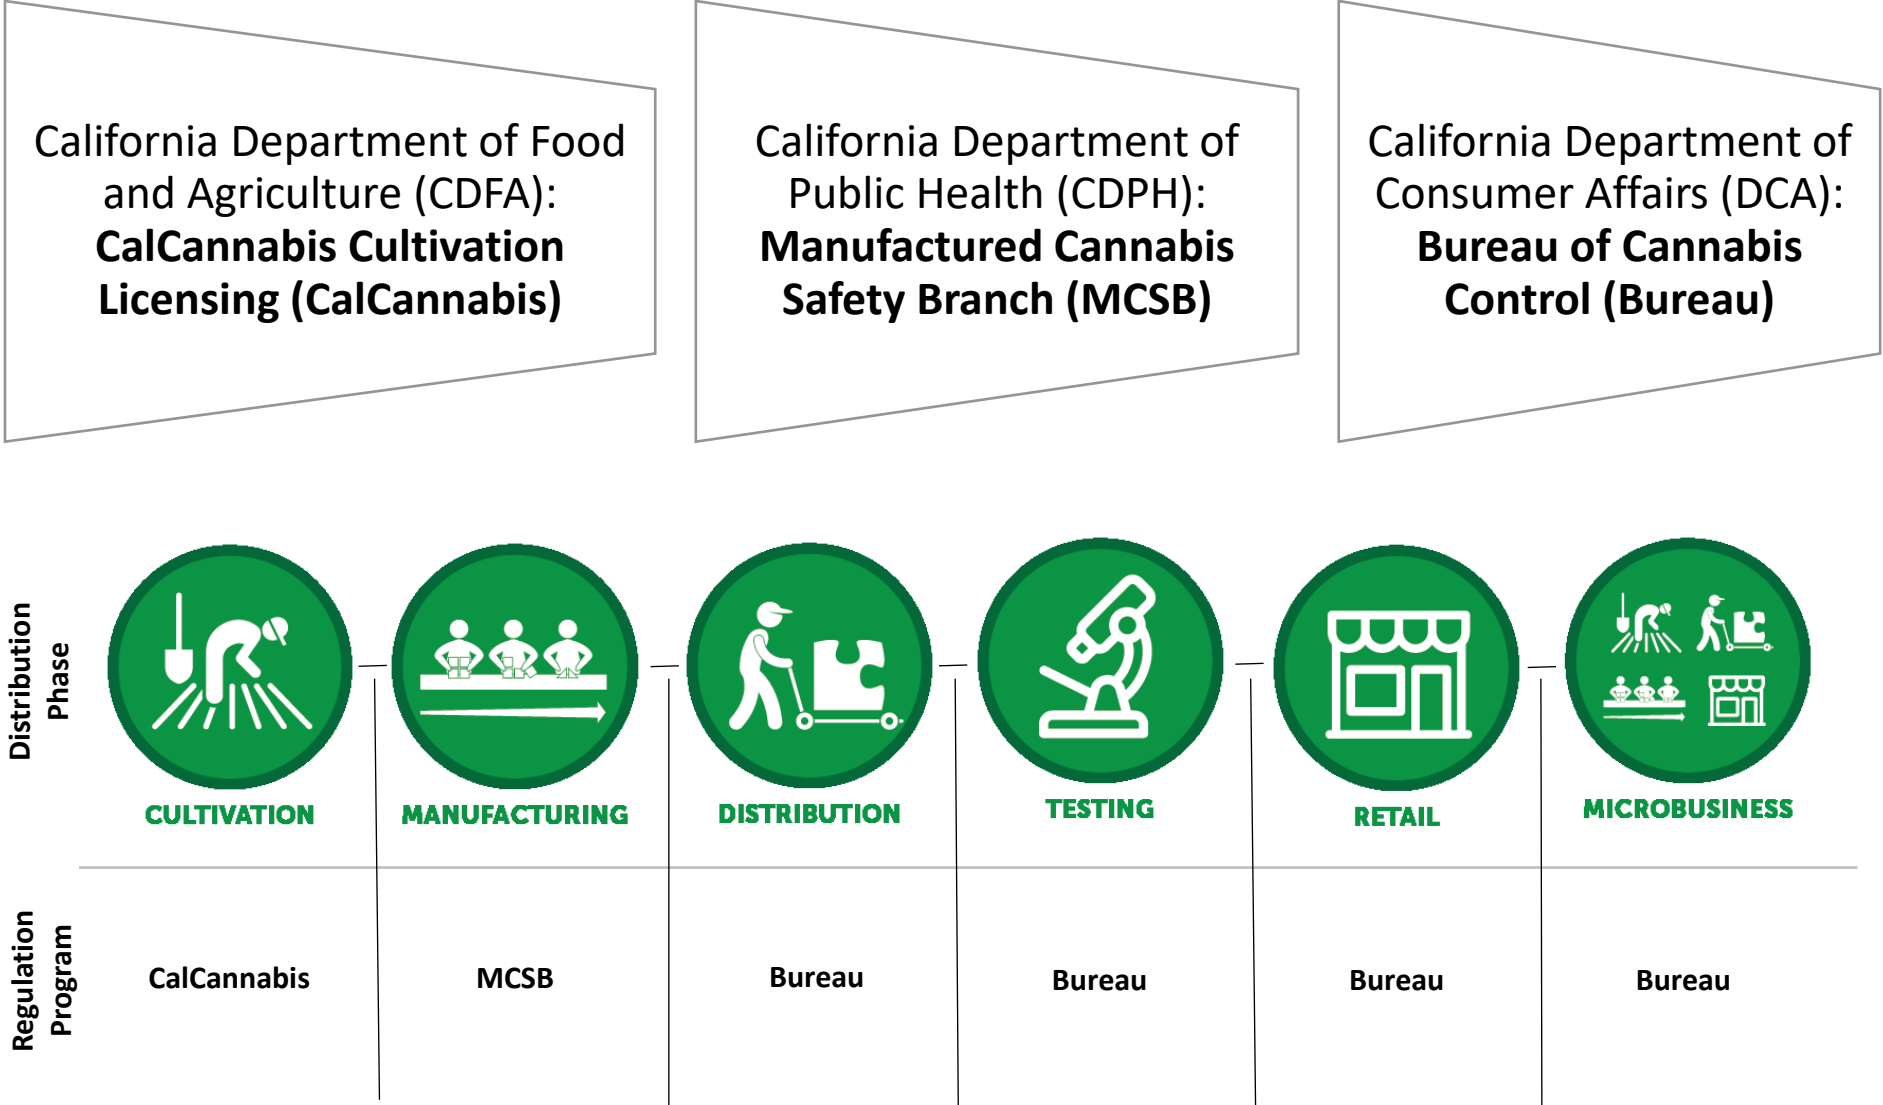 California Department of Food
and Agriculture (CDFA):
CalCannabis Cultivation
Licensing (CalCannabis)
California Department of
Public Health (CDPH):
Manufactured Cannabis
Safety Branch (MCSB)
California Department of
Consumer Affairs (DCA):
Bureau of Cannabis
Control (Bureau)
Distribution
Phase
CULTIVATION
MANUFACTURING
DISTRIBUTION
TESTING
RETAIL
MICROBUSINESS
Regulation
Program
CalCannabis
MCSB
Bureau
Bureau
Bureau
Bureau